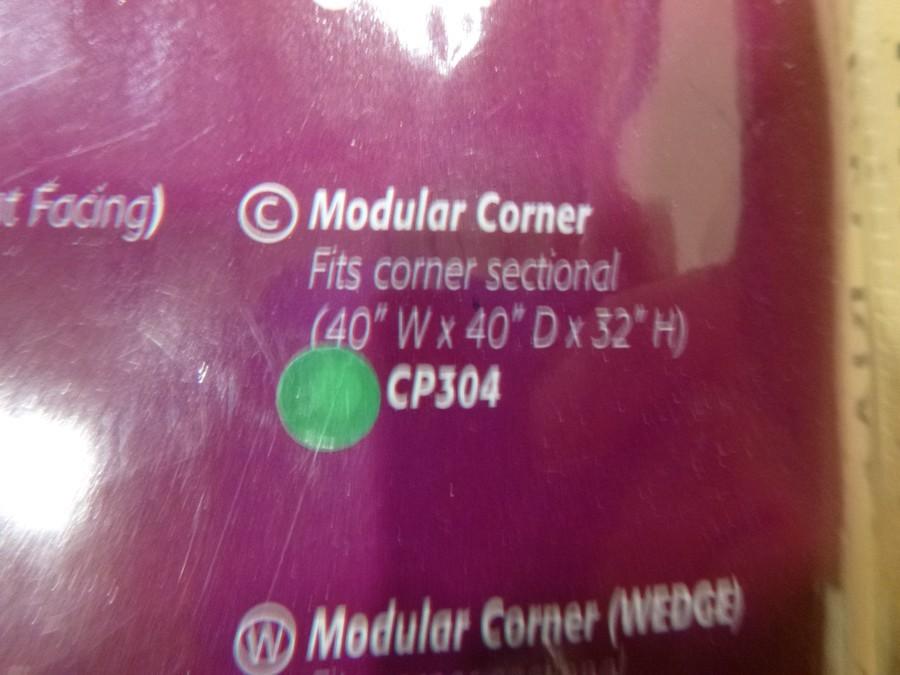 t Facing)
C Modular Corner
Fits corner sectional
(40" W x 40" D x 32" H)
CP304
W Modular Corner (WEDGE)